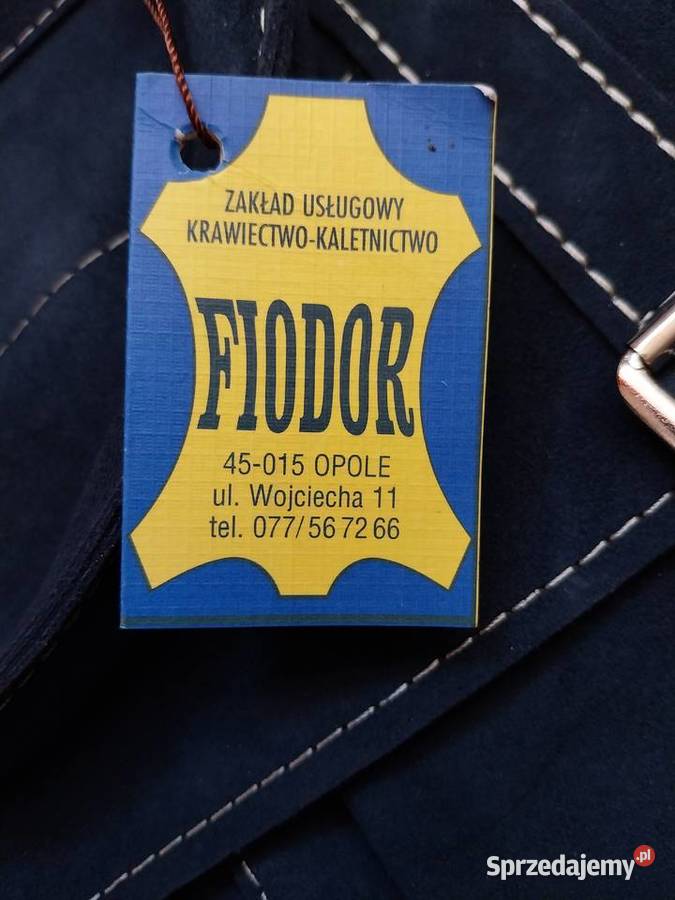 ZAKŁAD USŁUGOWY
KRAWIECTWO-KALETNICTWO
FIODOR
45-015 OPOLE
ul. Wojciecha 11
tel. 077/56 72 66
Sprzedajemy.pl